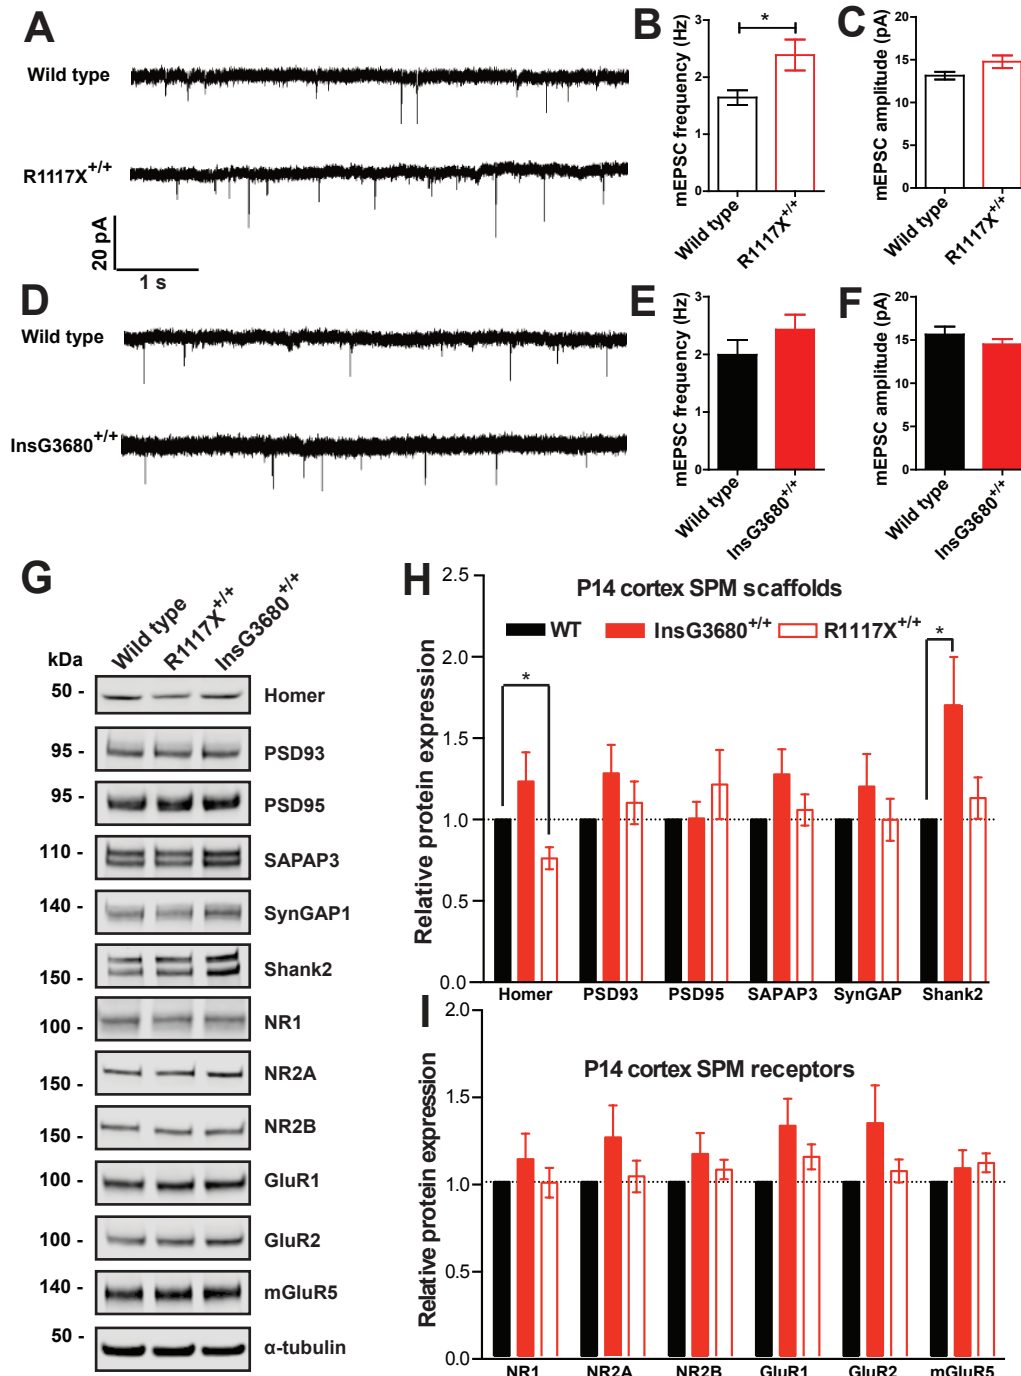 A
Wild type
R1117X+/+
20 pA
1 s
B
mEPSC frequency (Hz)
3
2
1
0
*
Wild type
R1117X+/+
C
mEPSC amplitude (pA)
20
15
10
5
0
Wild type
R1117X+/+
D
Wild type
InsG3680+/+
E
mEPSC frequency (Hz)
3
2
1
0
Wild type
InsG3680+/+
F
mEPSC amplitude (pA)
20
15
10
5
0
Wild type
InsG3680+/+
G
Wild type
R1117X+/+
InsG3680+/+
kDa
50 - Homer
95 - PSD93
95 - PSD95
110 - SAPAP3
140 - SynGAP1
150 - Shank2
100 - NR1
150 - NR2A
150 - NR2B
100 - GluR1
100 - GluR2
140 - mGluR5
50 - α-tubulin
H
P14 cortex SPM scaffolds
WT InsG3680+/+ R1117X+/+
Relative protein expression
2.5
2.0
1.5
1.0
0.5
0.0
*
*
Homer PSD93 PSD95 SAPAP3 SynGAP Shank2
I
P14 cortex SPM receptors
Relative protein expression
2.0
1.5
1.0
0.5
0.0
NR1 NR2A NR2B GluR1 GluR2 mGluR5